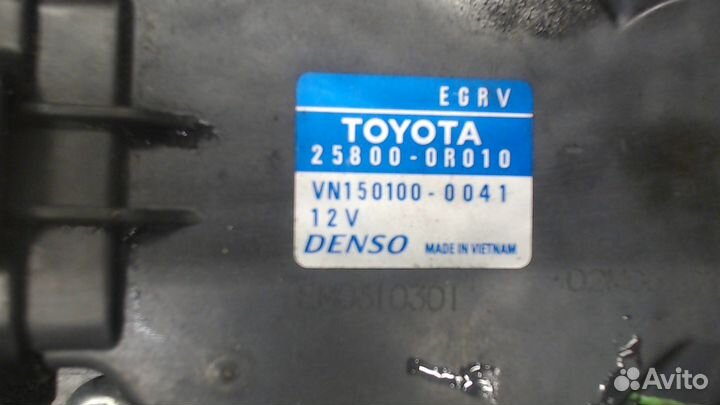 EGRV
TOYOTA
25800-0R010
VN150100-0041
12V
DENSO MADE IN VIETNAM
Avito